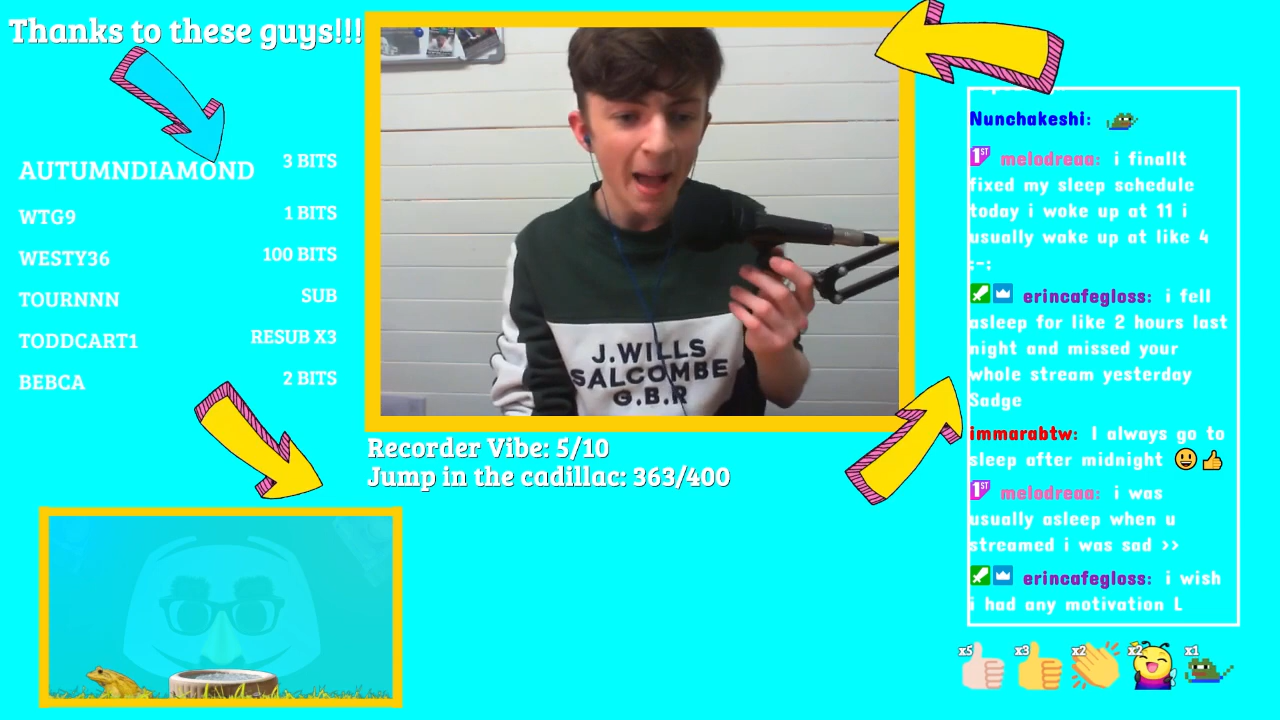 Thanks to these guys!!!
AUTUMNDIAMOND 3 BITS
WTG9 1 BITS
WESTY36 100 BITS
TOURNNN SUB
TODDCART1 RESUB X3
BEBCA 2 BITS
J.WILLS
SALCOMBE
G.B.R
Recorder Vibe: 5/10
Jump in the cadillac: 363/400
Nunchakeshi:
1ST melodreaa: i finallt
fixed my sleep schedule
today i woke up at 11 i
usually wake up at like 4
:-:
erincafegloss: i fell
asleep for like 2 hours last
night and missed your
whole stream yesterday
Sadge
immarabtw: I always go to
sleep after midnight
1ST melodreaa: i was
usually asleep when u
streamed i was sad >>
erincafegloss: i wish
i had any motivation L
x5 x3 x2 x2 x1